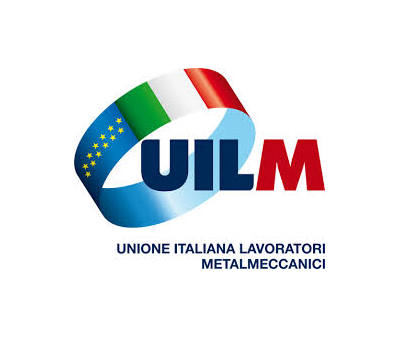 UILM
UNIONE ITALIANA LAVORATORI
METALMECCANICI